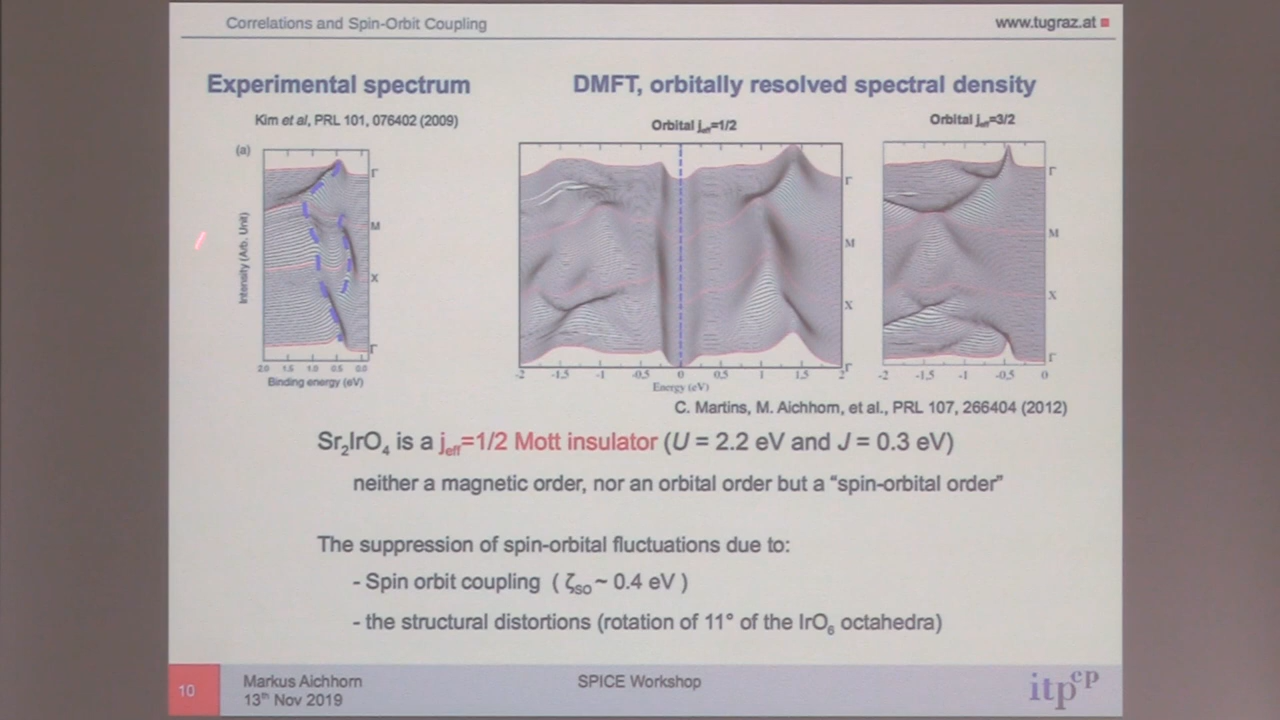 Correlations and Spin-Orbit Coupling
www.tugraz.at
Experimental spectrum
DMFT, orbitally resolved spectral density
Kim et al, PRL 101, 076402 (2009)
Orbital jeff=1/2
Orbital jeff=3/2
(a)
Intensity (Arb. Unit)
Γ
M
X
Γ
2.0 1.5 1.0 0.5 0.0
Binding energy (eV)
Γ
M
X
Γ
-2 -1,5 -1 -0,5 0 0,5 1 1,5 2
Energy (eV)
Γ
M
X
Γ
-2 -1,5 -1 -0,5 0
C. Martins, M. Aichhorn, et al., PRL 107, 266404 (2012)
Sr2IrO4 is a jeff=1/2 Mott insulator (U = 2.2 eV and J = 0.3 eV)
neither a magnetic order, nor an orbital order but a “spin-orbital order”
The suppression of spin-orbital fluctuations due to:
- Spin orbit coupling ( ζSO ~ 0.4 eV )
- the structural distortions (rotation of 11° of the IrO6 octahedra)
10
Markus Aichhorn
13th Nov 2019
SPICE Workshop
itpcp